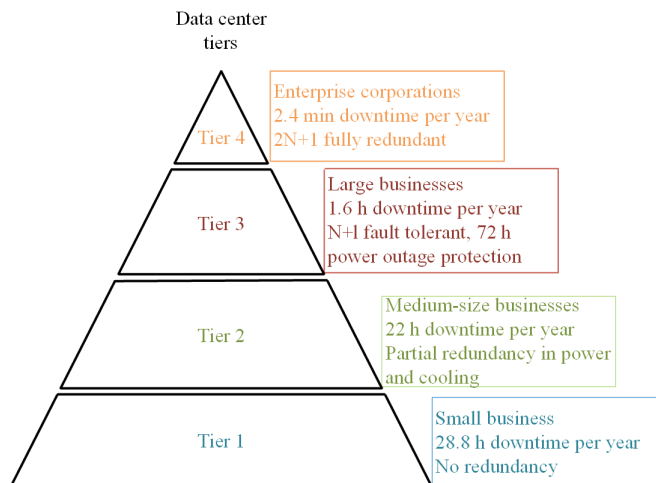 Data center
tiers
Tier 4
Enterprise corporations
2.4 min downtime per year
2N+1 fully redundant
Tier 3
Large businesses
1.6 h downtime per year
N+l fault tolerant, 72 h
power outage protection
Tier 2
Medium-size businesses
22 h downtime per year
Partial redundancy in power
and cooling
Tier 1
Small business
28.8 h downtime per year
No redundancy